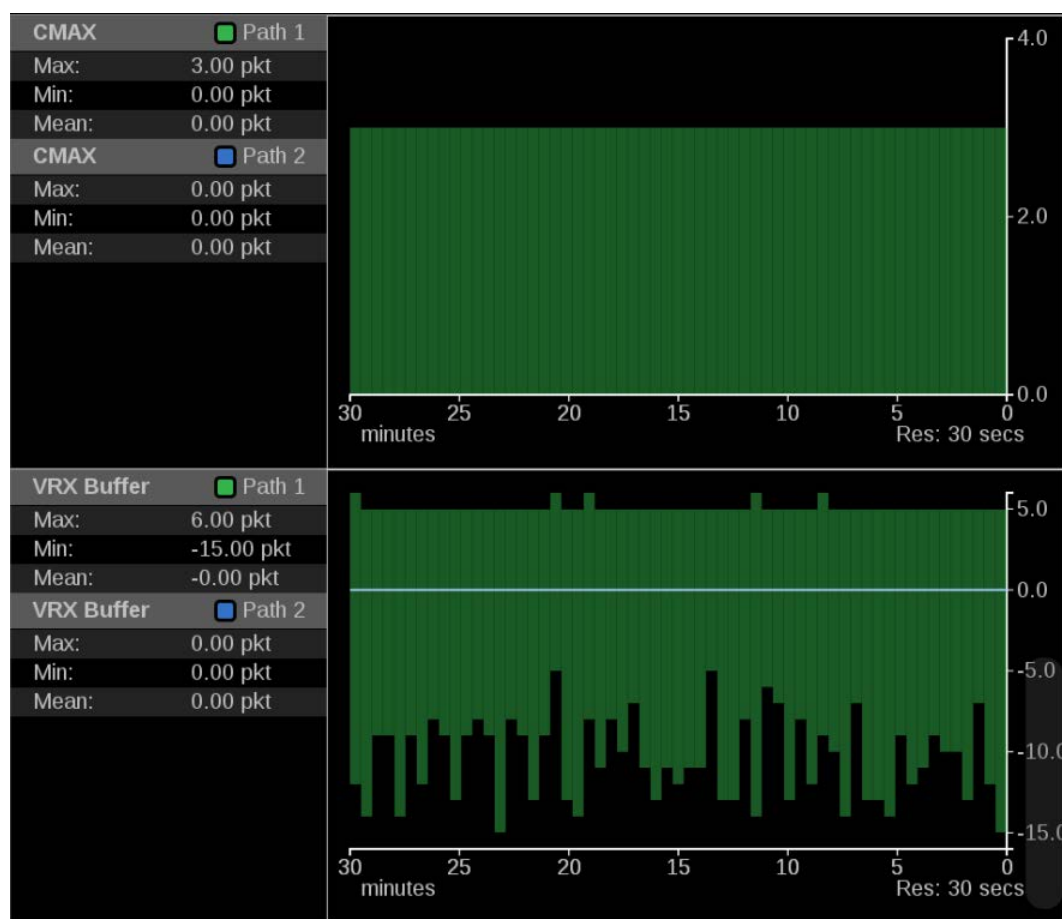 CMAX Path 1
Max: 3.00 pkt
Min: 0.00 pkt
Mean: 0.00 pkt
CMAX Path 2
Max: 0.00 pkt
Min: 0.00 pkt
Mean: 0.00 pkt
4.0
2.0
0.0
30 25 20 15 10 5 0
minutes Res: 30 secs
VRX Buffer Path 1
Max: 6.00 pkt
Min: -15.00 pkt
Mean: -0.00 pkt
VRX Buffer Path 2
Max: 0.00 pkt
Min: 0.00 pkt
Mean: 0.00 pkt
5.0
0.0
-5.0
-10.0
-15.0
30 25 20 15 10 5 0
minutes Res: 30 secs